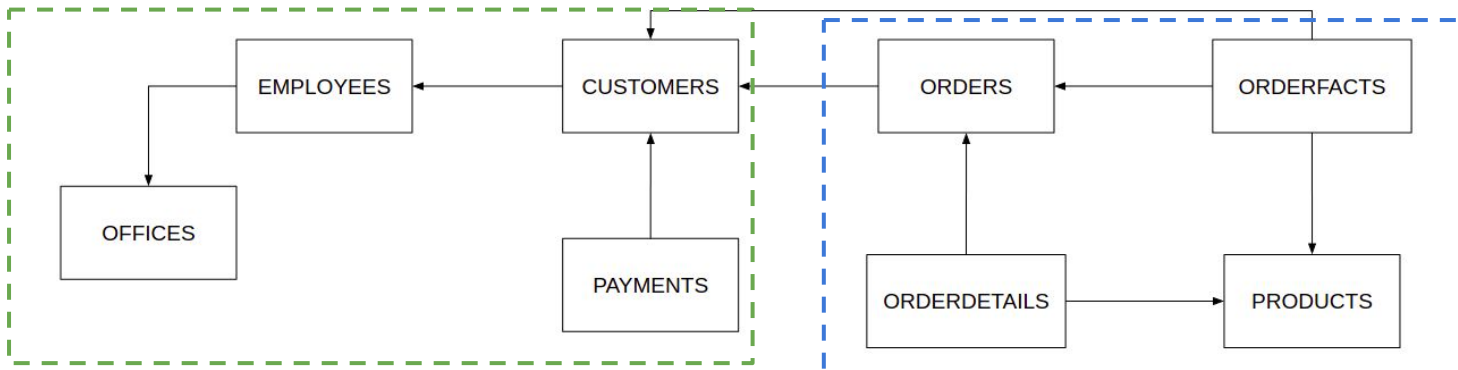 EMPLOYEES
CUSTOMERS
ORDERS
ORDERFACTS
OFFICES
PAYMENTS
ORDERDETAILS
PRODUCTS